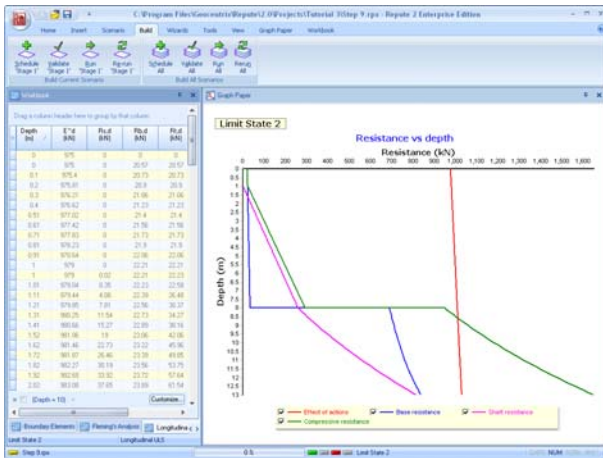 C:\Program Files\Geocentrix\Repute\2.0\Projects\Tutorial 3\Step 9.rpx - Repute 2 Enterprise Edition
Home Insert Scenario Build Wizards Tools View Graph Paper Workbook
Schedule "Stage 1" Validate "Stage 1" Run "Stage 1" Re-run "Stage 1" Schedule All Validate All Run All Rerun All
Build Current Scenario Build All Scenarios
Workbook
Graph Paper
Drag a column header here to group by that column.
Depth (m) Rs,d (kN) Rb,d (kN) Rt,d (kN)
0 975 0 0 0
0 975 0 20.57 20.57
0.1 975.4 0 20.73 20.73
0.2 975.81 0 20.9 20.9
0.3 976.21 0 21.06 21.06
0.4 976.62 0 21.23 21.23
0.51 977.02 0 21.4 21.4
0.61 977.42 0 21.56 21.56
0.71 977.83 0 21.73 21.73
0.81 978.23 0 21.9 21.9
0.91 978.64 0 22.06 22.06
1 979 0 22.21 22.21
1 979 0.02 22.21 22.23
1.01 979.04 0.35 22.23 22.58
1.11 979.44 4.08 22.39 26.48
1.21 979.85 7.81 22.56 30.37
1.31 980.25 11.54 22.73 34.27
1.41 980.66 15.27 22.89 38.16
1.52 981.06 19 23.06 42.06
1.62 981.46 22.73 23.22 45.96
1.72 981.87 26.46 23.39 49.85
1.82 982.27 30.19 23.56 53.75
1.92 982.68 33.92 23.72 57.64
2.02 983.08 37.65 23.89 61.54
(Depth = 10) Customize...
Boundary Elements Fleming's Analysis Longitudina
Limit State 2 Longitudinal ULS
Limit State 2
Resistance vs depth
Resistance (kN)
0 100 200 300 400 500 600 700 800 900 1,000 1,100 1,200 1,300 1,400 1,600
Depth (m)
0
0.5
1
1.5
2
2.5
3
3.5
4
4.5
5
5.5
6
6.5
7
7.5
8
8.5
9
9.5
10
10.5
11
11.5
12
12.5
13
Effect of actions Base resistance Shaft resistance
Compressive resistance
Step 9.rpx 0 % Limit State 2 NUM